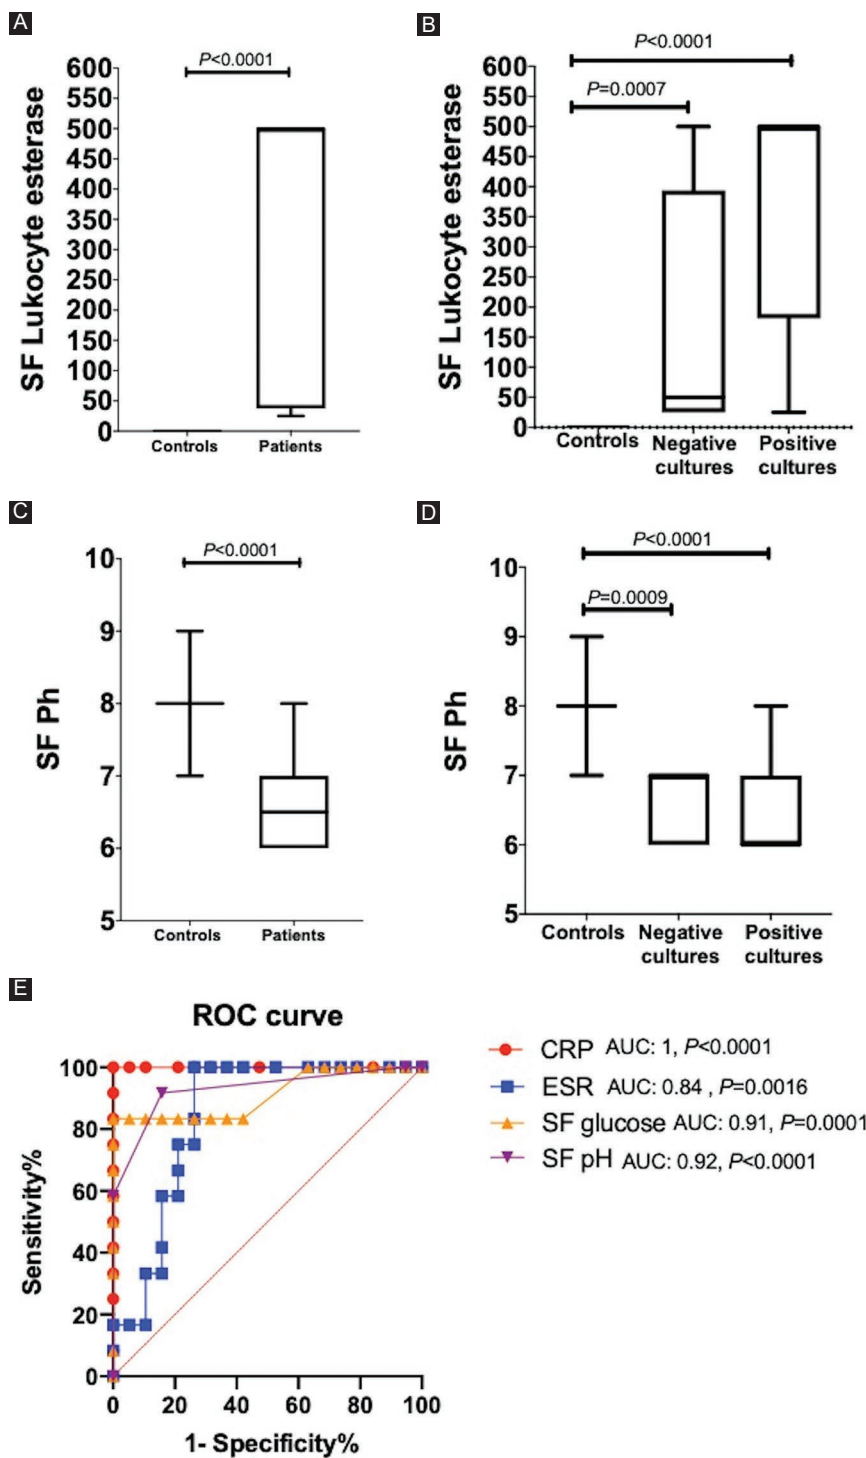 A
P<0.0001
SF Lukocyte esterase
600
550
500
450
400
350
300
250
200
150
100
50
0
Controls
Patients
B
P<0.0001
P=0.0007
SF Lukocyte esterase
600
550
500
450
400
350
300
250
200
150
100
50
0
Controls
Negative
cultures
Positive
cultures
C
P<0.0001
SF Ph
10
9
8
7
6
5
Controls
Patients
D
P<0.0001
P=0.0009
SF Ph
10
9
8
7
6
5
Controls
Negative
cultures
Positive
cultures
E
ROC curve
Sensitivity%
100
80
60
40
20
0
0 20 40 60 80 100
1- Specificity%
CRP AUC: 1, P<0.0001
ESR AUC: 0.84 , P=0.0016
SF glucose AUC: 0.91, P=0.0001
SF pH AUC: 0.92, P<0.0001